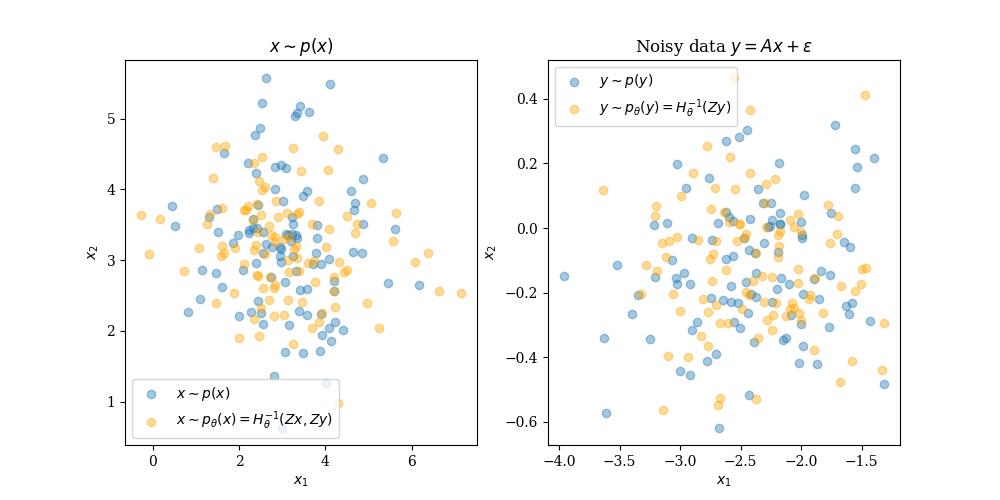 x ∼ p(x)
5
4
3
2
1
x₂
x ∼ p(x)
x ∼ p_θ(x) = H_θ^{-1}(Zx, Zy)
0 2 4 6
x₁
Noisy data y = Ax + ε
y ∼ p(y)
y ∼ p_θ(y) = H_θ^{-1}(Zy)
0.4
0.2
0.0
−0.2
−0.4
−0.6
x₂
−4.0 −3.5 −3.0 −2.5 −2.0 −1.5
x₁